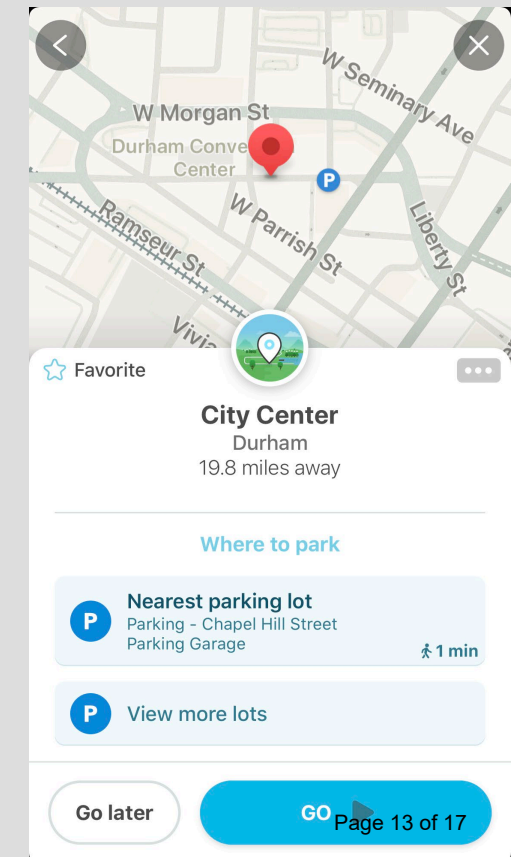 W Seminary Ave
W Morgan St
Durham Conve
Center
P
W Parrish St
Ramseur St
Liberty St
Vivia
Favorite
City Center
Durham
19.8 miles away
Where to park
P
Nearest parking lot
Parking - Chapel Hill Street
Parking Garage
1 min
P
View more lots
Go later
GO
Page 13 of 17